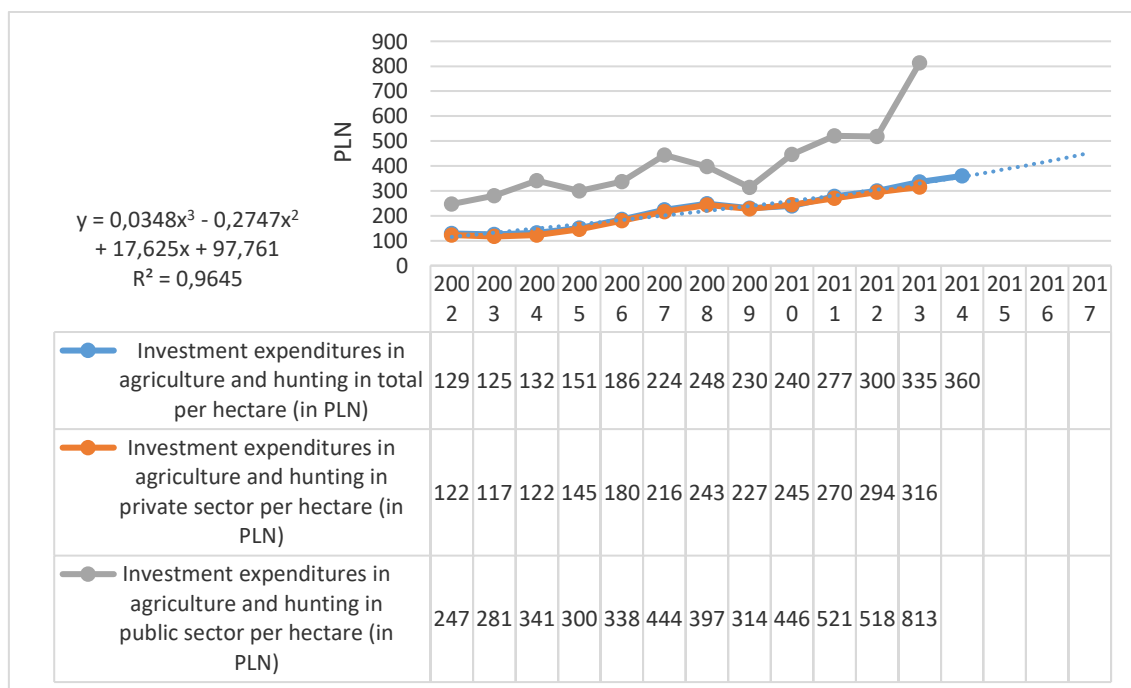 900
800
700
600
500
400
300
200
100
0
PLN
y = 0,0348x³ - 0,2747x²
+ 17,625x + 97,761
R² = 0,9645
200 200 200 200 200 200 200 200 201 201 201 201 201 201 201 201
2 3 4 5 6 7 8 9 0 1 2 3 4 5 6 7
Investment expenditures in
agriculture and hunting in total
per hectare (in PLN)
129 125 132 151 186 224 248 230 240 277 300 335 360
Investment expenditures in
agriculture and hunting in
private sector per hectare (in
PLN)
122 117 122 145 180 216 243 227 245 270 294 316
Investment expenditures in
agriculture and hunting in
public sector per hectare (in
PLN)
247 281 341 300 338 444 397 314 446 521 518 813